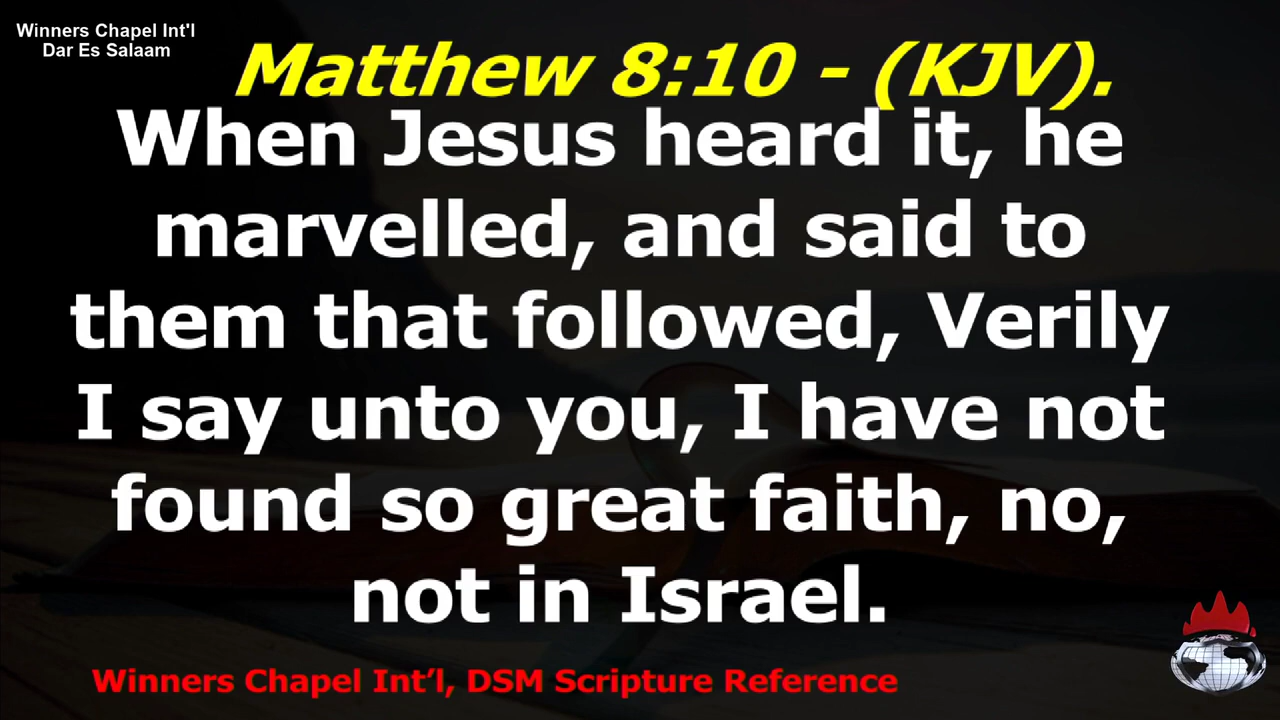 Winners Chapel Int'l
Dar Es Salaam
Matthew 8:10 - (KJV).
When Jesus heard it, he
marvelled, and said to
them that followed, Verily
I say unto you, I have not
found so great faith, no,
not in Israel.
Winners Chapel Int’l, DSM Scripture Reference